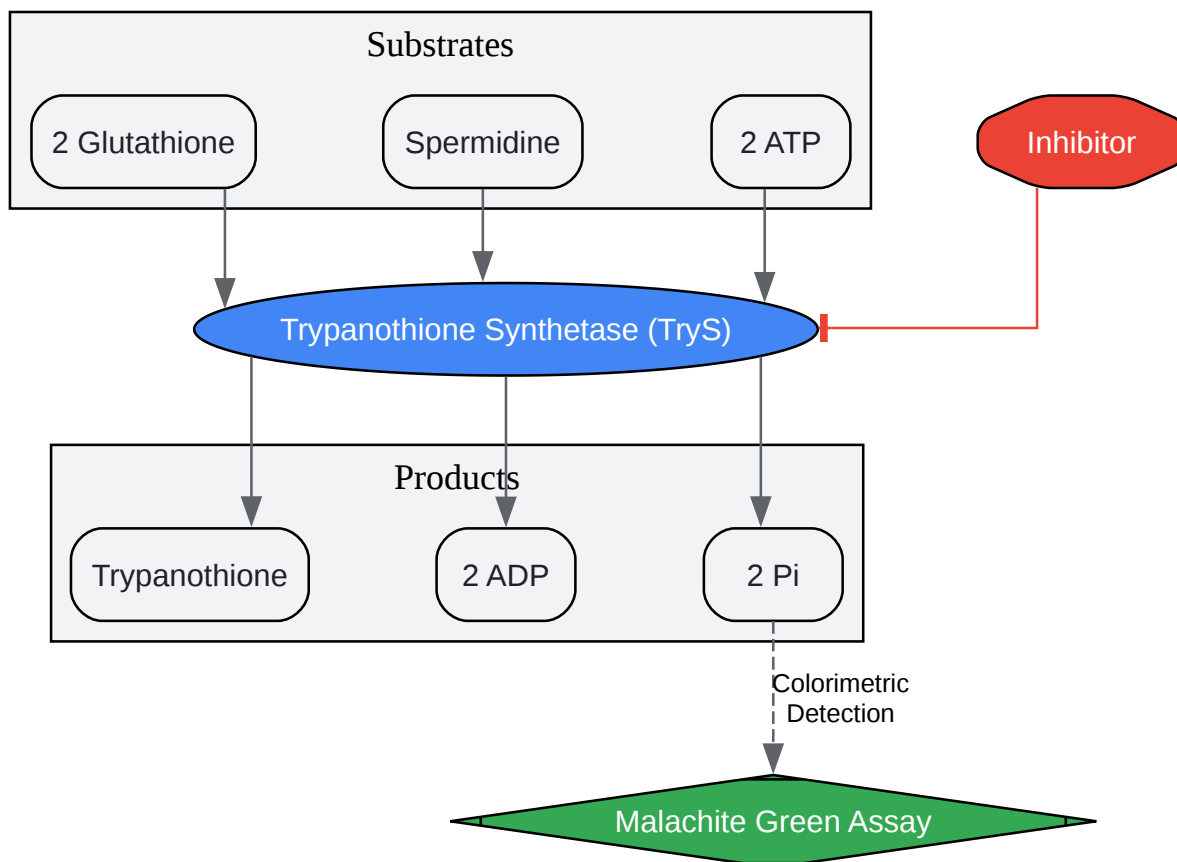 Substrates
2 Glutathione
Spermidine
2 ATP
Inhibitor
Trypanothione Synthetase (TryS)
Products
Trypanothione
2 ADP
2 Pi
Colorimetric
Detection
Malachite Green Assay